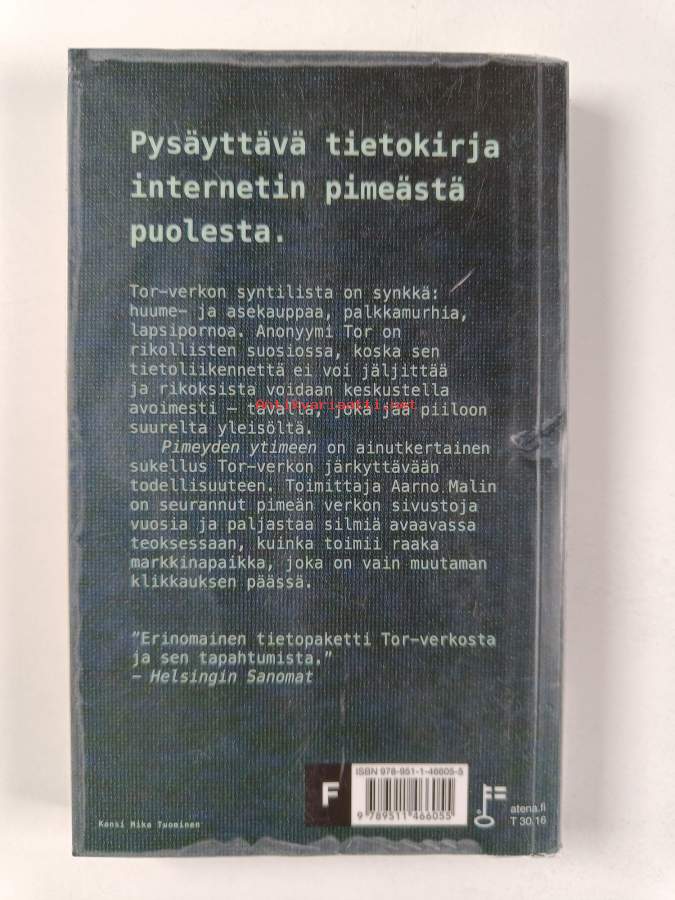 Pysäyttävä tietokirja
internetin pimeästä
puolesta.
Tor-verkon syntilista on synkkä:
huume- ja asekauppaa, palkkamurhia,
lapsipornoa. Anonyymi Tor on
rikollisten suosiossa, koska sen
tietoliikennettä ei voi jäljittää
ja rikoksista voidaan keskustella
avoimesti – tavalla, joka jää piiloon
Antikvariaatti.net
suurelta yleisöltä.
Pimeyden ytimeen on ainutkertainen
sukellus Tor-verkon järkyttävään
todellisuuteen. Toimittaja Aarno Malin
on seurannut pimeän verkon sivustoja
vuosia ja paljastaa silmiä avaavassa
teoksessaan, kuinka toimii raaka
markkinapaikka, joka on vain muutaman
klikkauksen päässä.
”Erinomainen tietopaketti Tor-verkosta
ja sen tapahtumista.”
– Helsingin Sanomat
ISBN 978-951-1-46605-5
F
9 789511 466055
atena.fi
T 30.16
Kansi Mika Tuominen